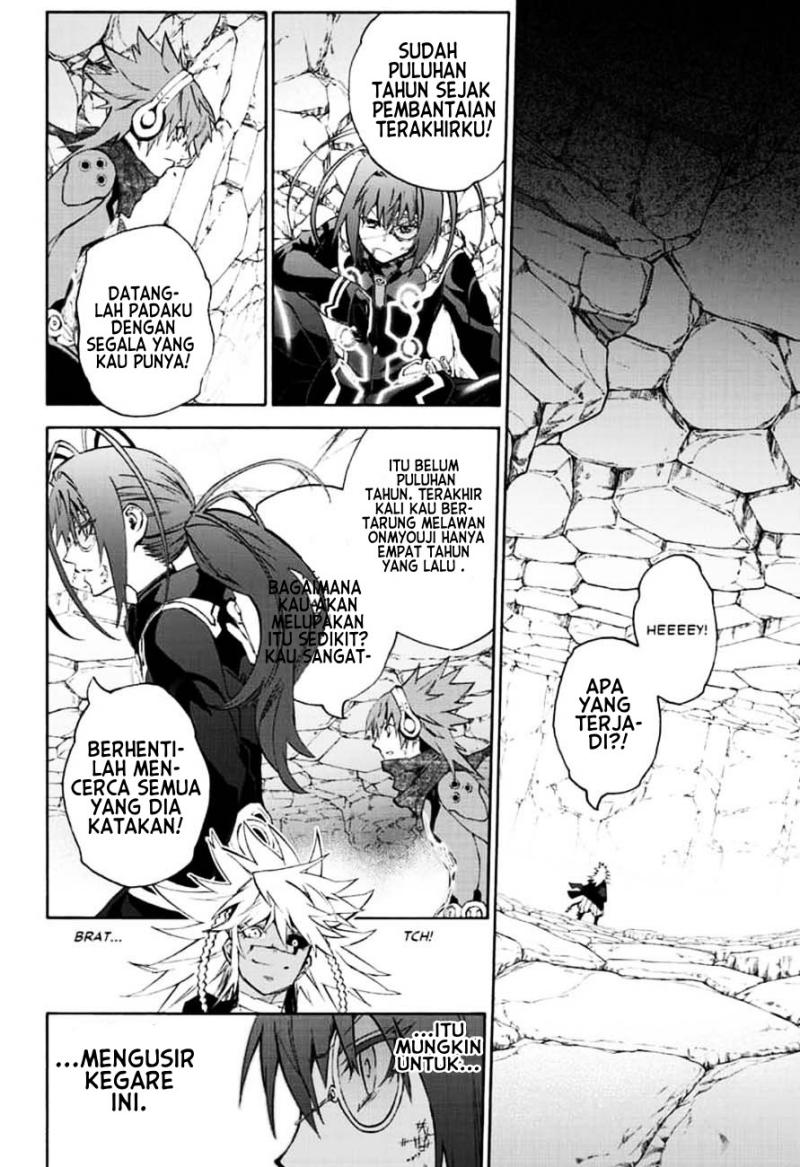 HEEEEY!
APA
YANG
TERJA-
DI?!
SUDAH
PULUHAN
TAHUN SEJAK
PEMBANTAIAN
TERAKHIRKU!
DATANG-
LAH PADAKU
DENGAN
SEGALA YANG
KAU PUNYA!
ITU BELUM
PULUHAN
TAHUN. TERAKHIR
KALI KAU BER-
TARUNG MELAWAN
ONMYOUJI HANYA
EMPAT TAHUN
YANG LALU .
BAGAIMANA
KAU AKAN
MELUPAKAN
ITU SEDIKIT?
KAU SANGAT-
BERHENTI-
LAH MEN-
CERCA SEMUA
YANG DIA
KATAKAN!
TCH!
BRAT...
...ITU
MUNGKIN
UNTUK...
...MENGUSIR
KEGARE
INI.